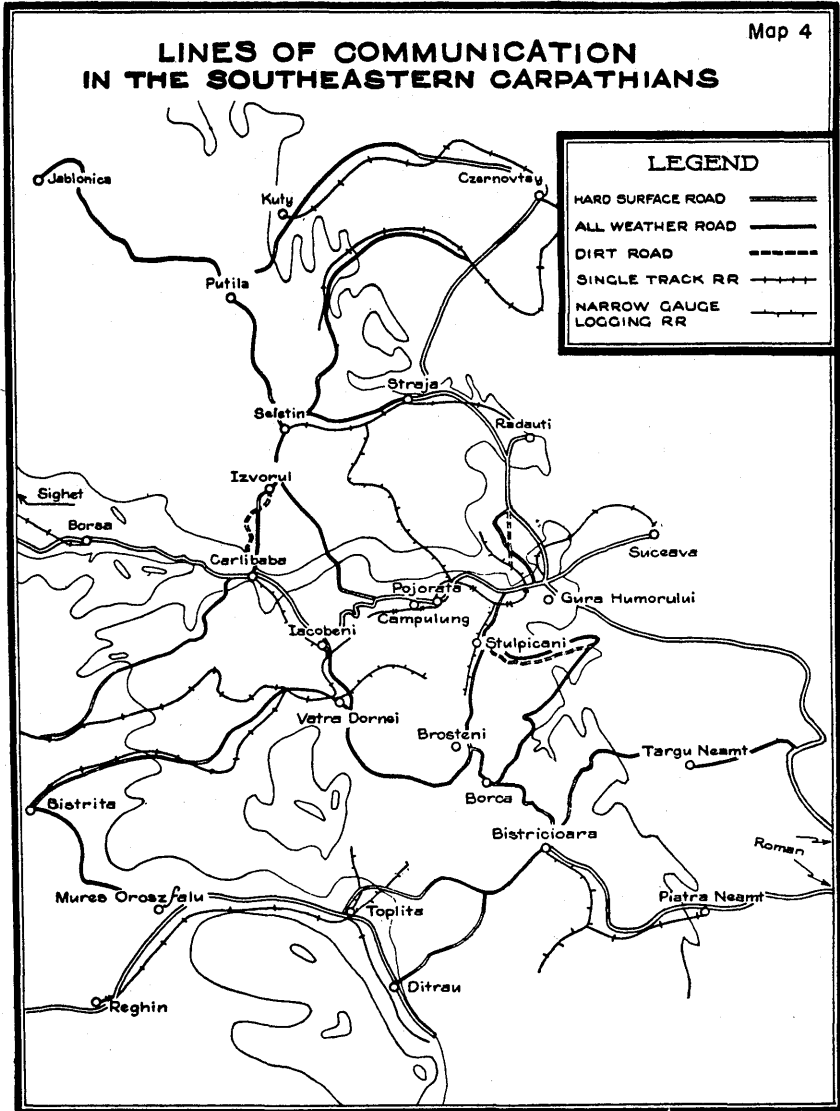 Map 4
LINES OF COMMUNICATION
IN THE SOUTHEASTERN CARPATHIANS
LEGEND
HARD SURFACE ROAD
ALL WEATHER ROAD
DIRT ROAD
SINGLE TRACK RR
NARROW GAUGE
LOGGING RR
Jablonica
Kuty
Czernovtsy
Putila
Straja
Seletin
Radauti
Izvorul
Sighet
Borsa
Suceava
Carlibaba
Pojorata
Gura Humorului
Campulung
Iacobeni
Stulpicani
Vatra Dornei
Brosteni
Targu Neamt
Borca
Bistrita
Bistricioara
Roman
Mures Oroszfalu
Piatra Neamt
Toplita
Ditrau
Reghin